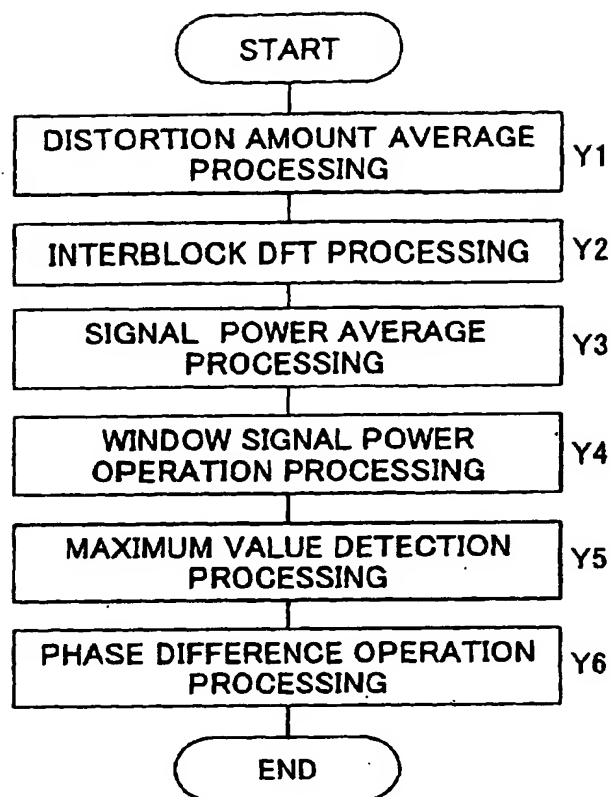 START
DISTORTION AMOUNT AVERAGE
PROCESSING
Y1
INTERBLOCK DFT PROCESSING
Y2
SIGNAL POWER AVERAGE
PROCESSING
Y3
WINDOW SIGNAL POWER
OPERATION PROCESSING
Y4
MAXIMUM VALUE DETECTION
PROCESSING
Y5
PHASE DIFFERENCE OPERATION
PROCESSING
Y6
END